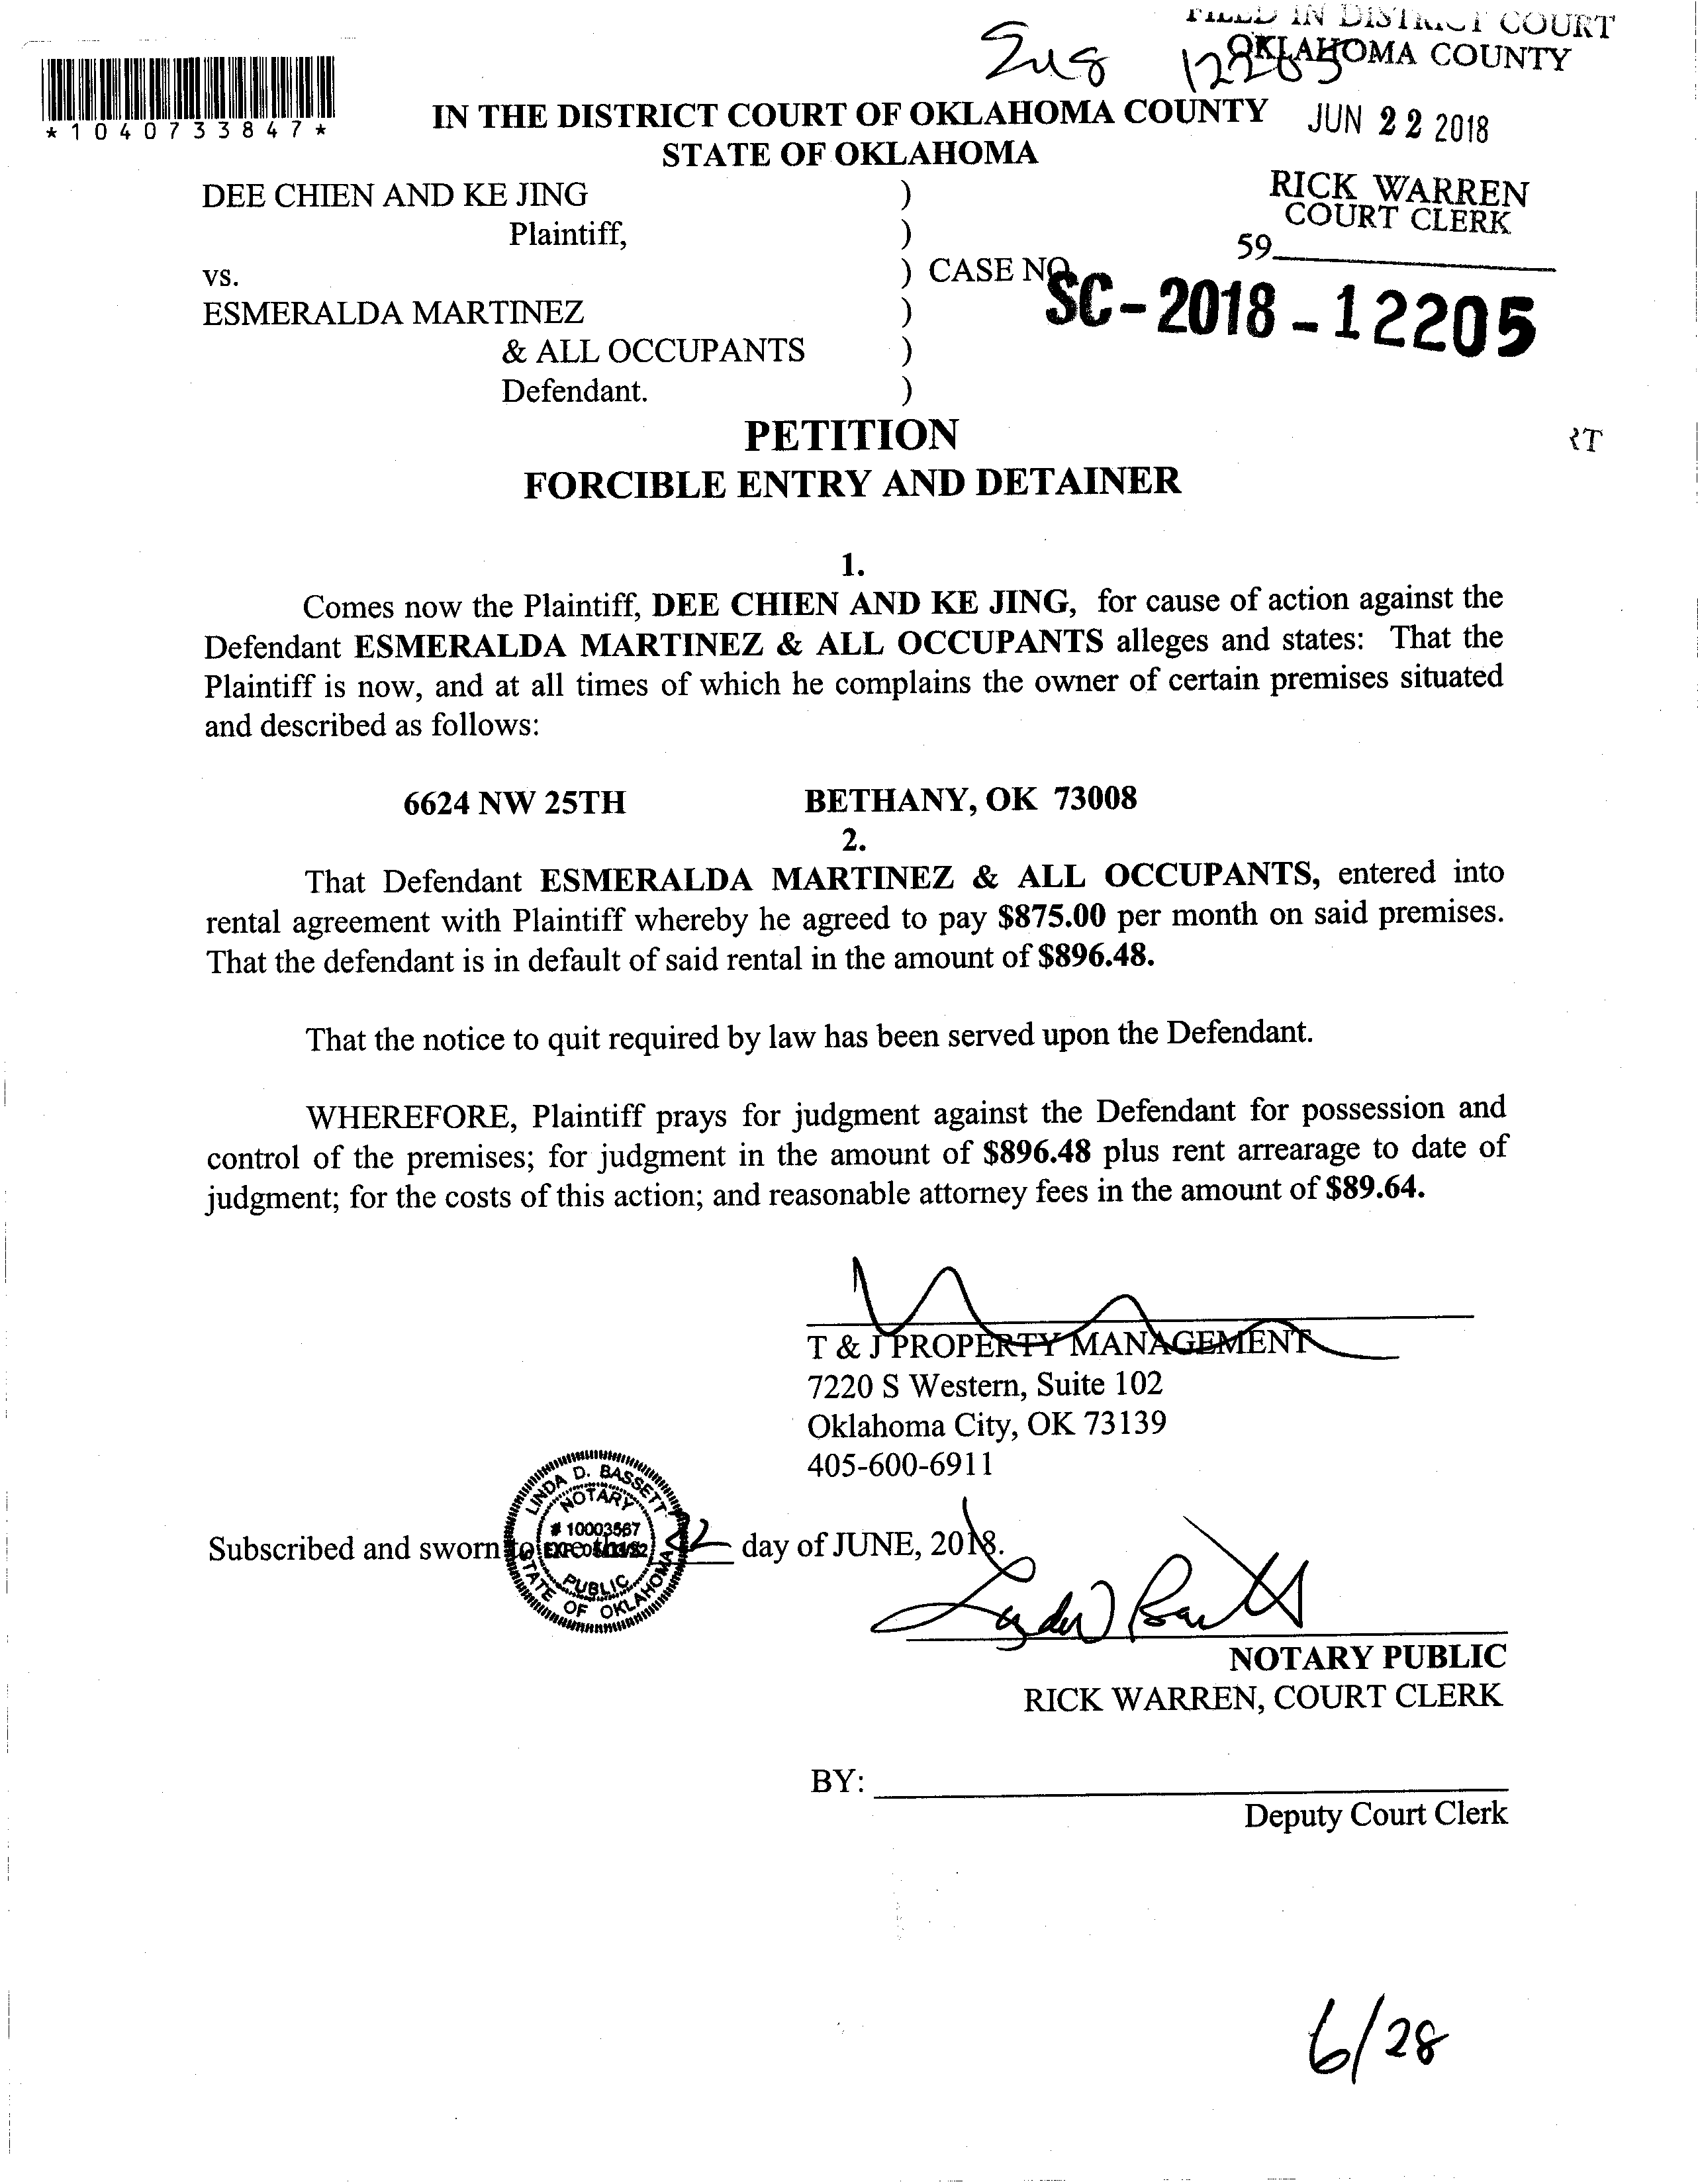 FILED IN DISTRICT COURT
OKLAHOMA COUNTY
*1040733847*
IN THE DISTRICT COURT OF OKLAHOMA COUNTY
JUN 22 2018
STATE OF OKLAHOMA
DEE CHIEN AND KE JING )
RICK WARREN
COURT CLERK
Plaintiff, )
59
vs. ) CASE NO.
SC-2018-12205
ESMERALDA MARTINEZ )
& ALL OCCUPANTS )
Defendant. )
PETITION
RT
FORCIBLE ENTRY AND DETAINER
1.
Comes now the Plaintiff, DEE CHIEN AND KE JING, for cause of action against the
Defendant ESMERALDA MARTINEZ & ALL OCCUPANTS alleges and states: That the
Plaintiff is now, and at all times of which he complains the owner of certain premises situated
and described as follows:
6624 NW 25TH BETHANY, OK 73008
2.
That Defendant ESMERALDA MARTINEZ & ALL OCCUPANTS, entered into
rental agreement with Plaintiff whereby he agreed to pay $875.00 per month on said premises.
That the defendant is in default of said rental in the amount of $896.48.
That the notice to quit required by law has been served upon the Defendant.
WHEREFORE, Plaintiff prays for judgment against the Defendant for possession and
control of the premises; for judgment in the amount of $896.48 plus rent arrearage to date of
judgment; for the costs of this action; and reasonable attorney fees in the amount of $89.64.
T & J PROPERTY MANAGEMENT
7220 S Western, Suite 102
Oklahoma City, OK 73139
405-600-6911
LINDA D. BASSETT
NOTARY
# 10003567
EXP.
PUBLIC
STATE OF OKLAHOMA
Subscribed and sworn to me this 22 day of JUNE, 2018.
NOTARY PUBLIC
RICK WARREN, COURT CLERK
BY:
Deputy Court Clerk
6/28